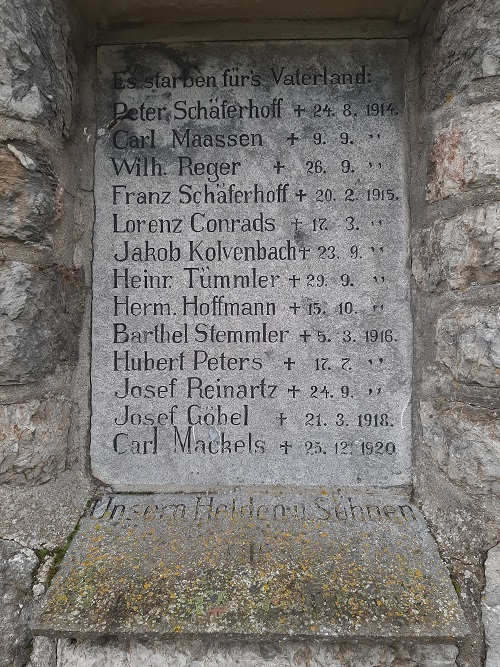 Es starben für's Vaterland:
Peter Schäferhoff + 24. 8. 1914.
Carl Maassen + 9. 9. "
Wilh. Reger + 26. 9. "
Franz Schäferhoff + 20. 2. 1915.
Lorenz Conrads + 17. 3. "
Jakob Kolvenbach + 23. 9. "
Heinr. Tümmler + 29. 9. "
Herm. Hoffmann + 15. 10. "
Barthel Stemmler + 5. 3. 1916.
Hubert Peters + 17. 7. "
Josef Reinartz + 24. 9. "
Josef Göbel + 21. 3. 1918.
Carl Mackels + 25. 12. 1920
Unsern Helden u. Söhnen